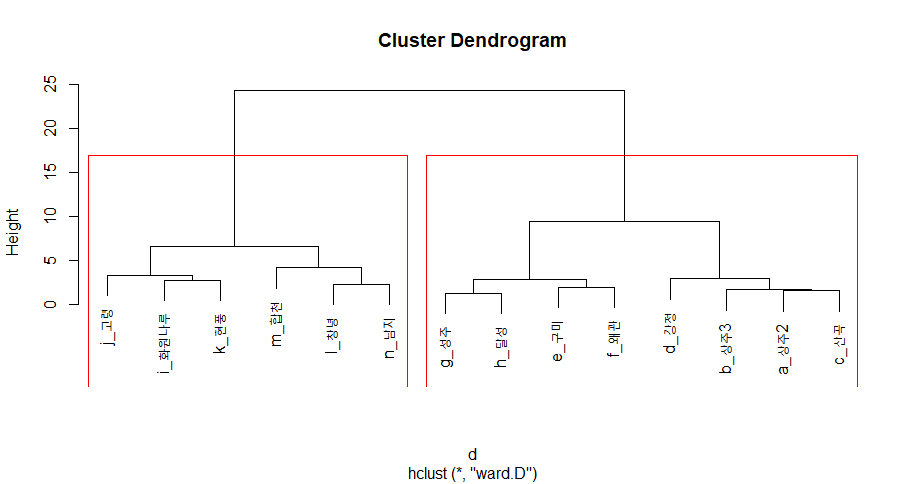 Cluster Dendrogram
Height
25
20
15
10
5
0
j_고령
i_화원나루
k_현풍
m_합천
l_창녕
n_남지
g_성주
h_달성
e_구미
f_왜관
d_강정
b_상주3
a_상주2
c_산곡
d
hclust (*, "ward.D")